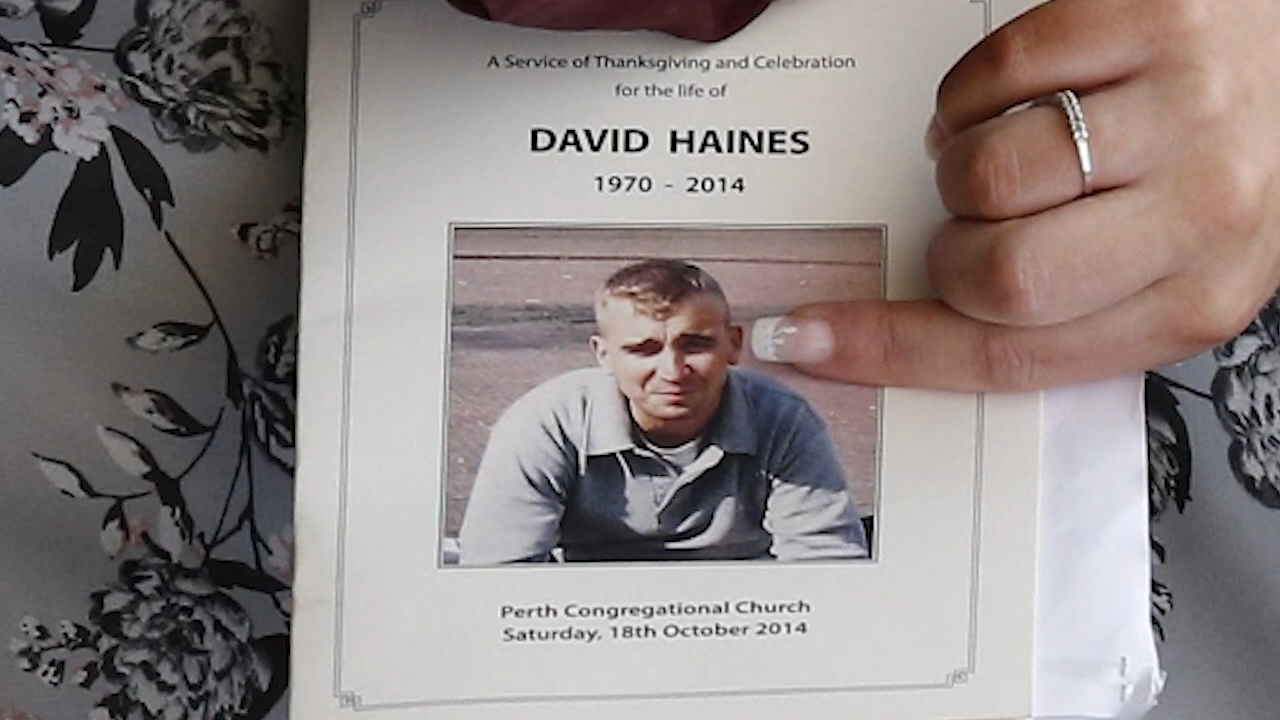 A Service of Thanksgiving and Celebration
for the life of
DAVID HAINES
1970 - 2014
Perth Congregational Church
Saturday, 18th October 2014